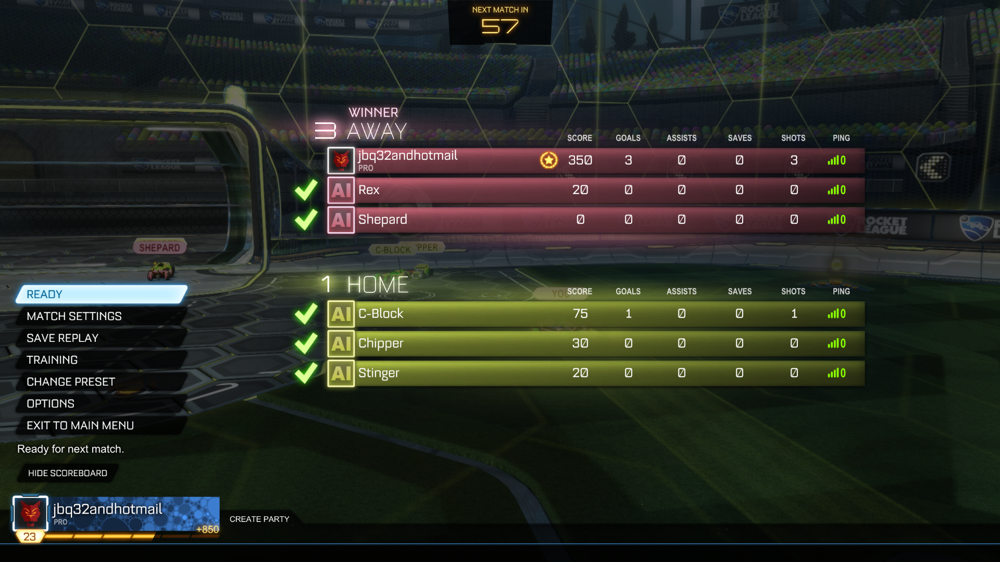 NEXT MATCH IN
57
WINNER
3 AWAY
SCORE GOALS ASSISTS SAVES SHOTS PING
jbq32andhotmail 350 3 0 0 3 0
PRO
AI Rex 20 0 0 0 0 0
AI Shepard 0 0 0 0 0 0
ROCKET LEAGUE
SHEPARD
C-BLOCK
1 HOME
SCORE GOALS ASSISTS SAVES SHOTS PING
AI C-Block 75 1 0 0 1 0
AI Chipper 30 0 0 0 0 0
AI Stinger 20 0 0 0 0 0
READY
MATCH SETTINGS
SAVE REPLAY
TRAINING
CHANGE PRESET
OPTIONS
EXIT TO MAIN MENU
Ready for next match.
HIDE SCOREBOARD
jbq32andhotmail
PRO
+850
23
CREATE PARTY